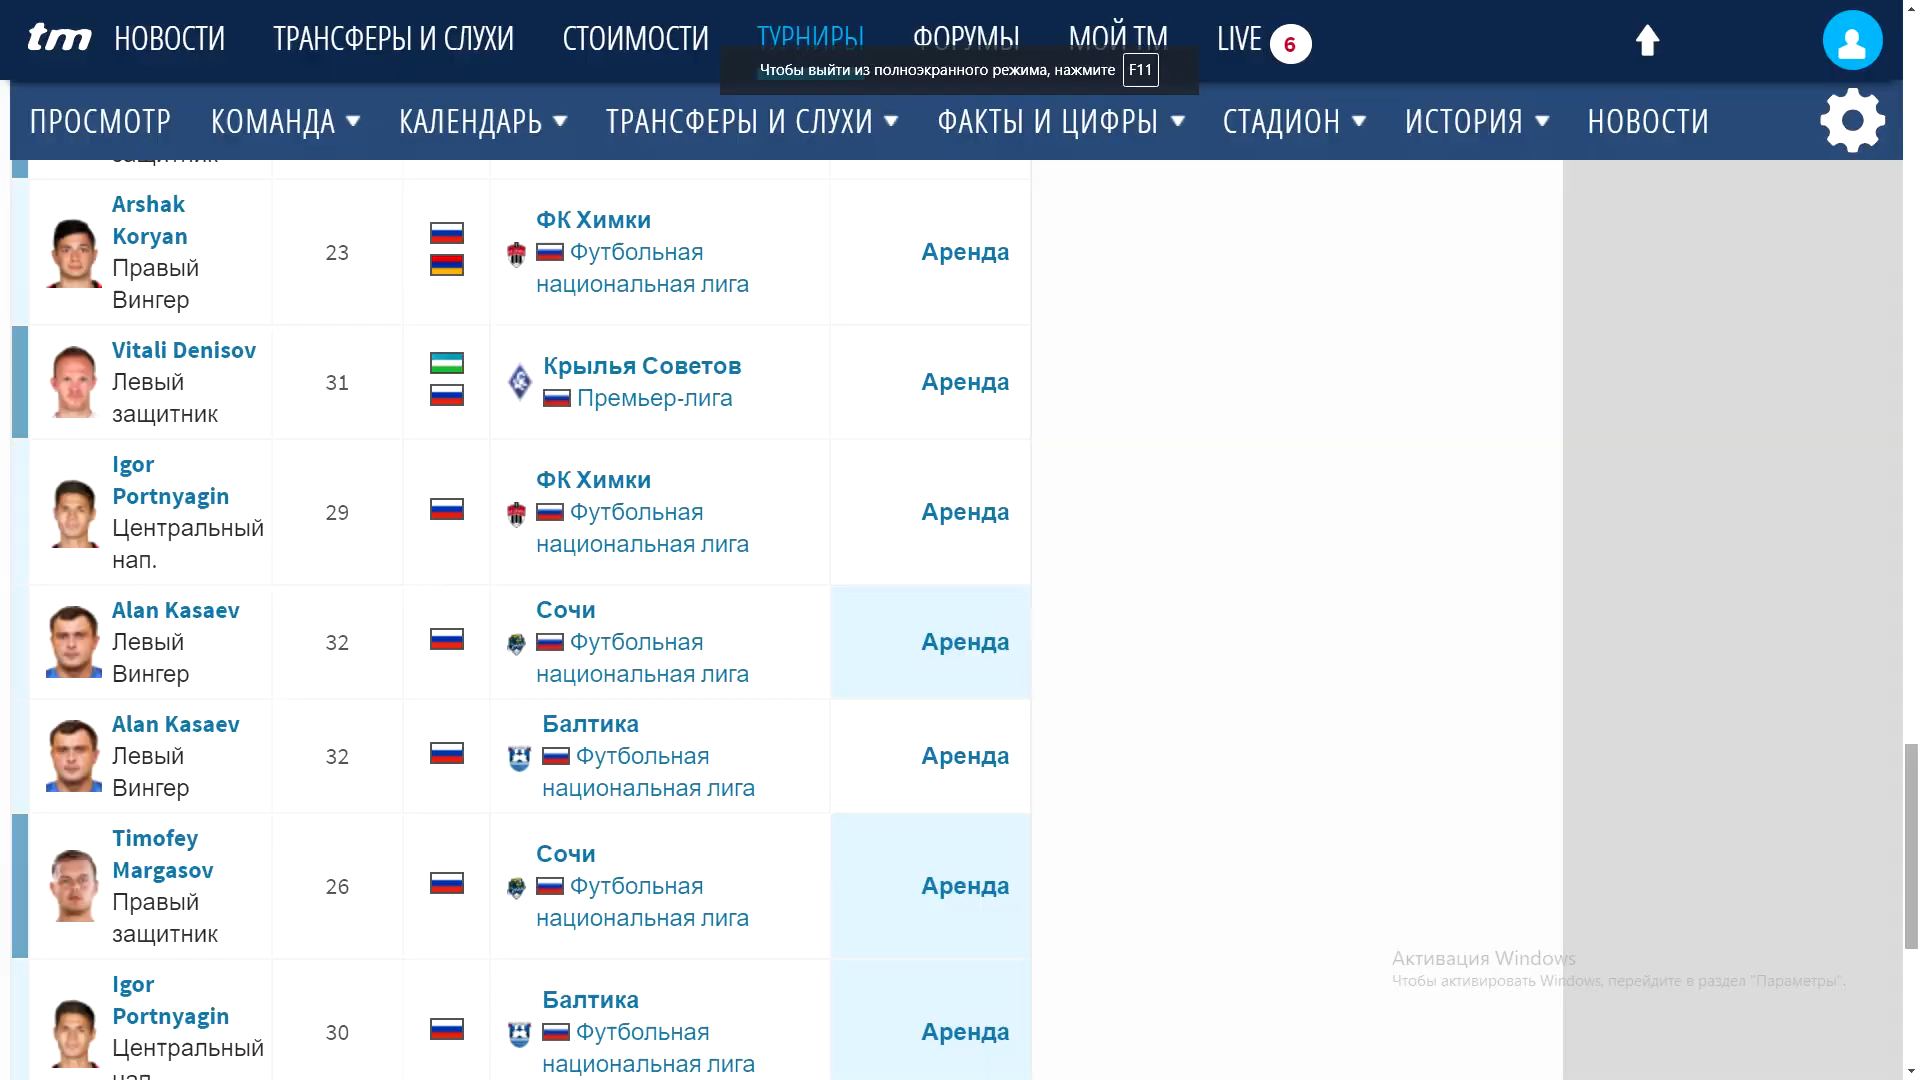 tm НОВОСТИ ТРАНСФЕРЫ И СЛУХИ СТОИМОСТИ ТУРНИРЫ ФОРУМЫ МОЙ ТМ LIVE 6
Чтобы выйти из полноэкранного режима, нажмите F11
ПРОСМОТР КОМАНДА КАЛЕНДАРЬ ТРАНСФЕРЫ И СЛУХИ ФАКТЫ И ЦИФРЫ СТАДИОН ИСТОРИЯ НОВОСТИ
защитник
Arshak
Koryan
Правый
Вингер
23
ФК Химки
Футбольная
национальная лига
Аренда
Vitali Denisov
Левый
защитник
31
Крылья Советов
Премьер-лига
Аренда
Igor
Portnyagin
Центральный
нап.
29
ФК Химки
Футбольная
национальная лига
Аренда
Alan Kasaev
Левый
Вингер
32
Сочи
Футбольная
национальная лига
Аренда
Alan Kasaev
Левый
Вингер
32
Балтика
Футбольная
национальная лига
Аренда
Timofey
Margasov
Правый
защитник
26
Сочи
Футбольная
национальная лига
Аренда
Igor
Portnyagin
Центральный
нап.
30
Балтика
Футбольная
национальная лига
Аренда
Активация Windows
Чтобы активировать Windows, перейдите в раздел "Параметры".